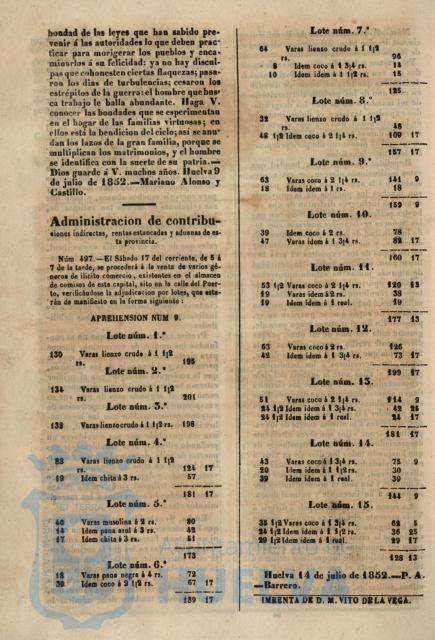 bondad de las leyes que han sabido pre-
venir á las autoridades lo que deben prac-
ticar para morigerar los pueblos y enca-
minarlos á su felicidad: ya no hay discul-
pas que cohonesten ciertas flaquezas; pasa-
ron los dias de turbulencias; cesaron los
estrépitos de la guerra: el hombre que bus-
ca trabajo le halla abundante. Haga V.
conocer las bondades que se esperimentan
en el hogar de las familias virtuosas; en
ellos está la bendicion del cielo; asi se anu-
dan los lazos de la gran familia, porque se
multiplican los matrimonios, y el hombre
se identifica con la suerte de su patria.—
Dios guarde á V. muchos años. Huelva 9
de julio de 1852.—Mariano Alonso y
Castillo.
Administracion de contribu-
siones indirectas, rentas estancadas y aduanas de es-
ta provincia.
Núm 497.—El Sábado 17 del corriente, de 5 á
7 de la tarde, se procederá á la venta de varios gé-
neros de ilicito comercio, existentes en el almacen
de comisos de esta capital, sito en la calle del Puer-
to, verificándose la adjudicacion por lotes, que esta-
rán de manifiesto en la forma siguiente:
APREHENSION NUM 9.
Lote núm. 1.º
130 Varas lienzo crudo á 1 1|2
rs. 195
Lote núm. 2.º
134 Varas lienzo crudo á 1 1|2
rs. 201
Lote núm. 3.º
132 Varas lienzo crudo á 1 1|2 rs. 198
Lote núm. 4.º
83 Varas lienzo crudo á 1 1|2
rs. 124 17
19 Idem chita á 3 rs. 57
181 17
Lote núm. 5.º
40 Varas musolina á 2 rs. 80
14 Idem pana azul á 3 rs. 42
17 Idem chita á 3 rs. 51
173
Lote núm. 6.º
18 Varas pana negra á 4 rs. 72
30 Idem coco á 2 1|2 rs. 67 17
139 17
Lote núm. 7.º
64 Varas lienzo crudo á 1 1|2
rs. 96
8 Idem coco á 1 3|4 rs. 14
10 Idem idem á 1 1|2 rs. 15
125
Lote núm. 8.º
32 Varas lienzo crudo á 1 1|2
rs. 48
48 1|2 Idem coco á 2 1|4 rs. 109 17
157 17
Lote núm. 9.º
63 Varas coco á 2 1|4 rs. 141 9
18 Idem idem á 1 rs. 18
159 9
Lote núm. 10.
39 Idem coco á 2 rs. 78
47 Varas idem á 1 3|4 rs. 82 17
160 17
Lote núm. 11.
53 1|2 Varas coco á 2 1|4 rs. 120 13
19 Varas idem á 2 rs. 38
19 Idem idem á 1 real. 19
177 13
Lote núm. 12.
63 Varas coco á 2 rs. 126
42 Idem idem á 1 3|4 rs. 73 17
199 17
Lote núm. 13.
51 Varas coco á 2 1|4 rs. 114 9
24 1|2 Idem idem á 1 3|4 rs. 42 25
24 1|2 Idem idem á 1 real. 24 17
181 17
Lote núm. 14.
43 Varas coco á 1 3|4 rs. 75 9
20 Idem idem á 1 1|2 rs. 30
39 Idem idem á 1 real. 39
144 9
Lote núm. 15.
35 1|2 Varas coco á 1 3|4 rs. 62 5
24 1|2 Idem idem á 1 1|2 rs. 36 25
29 1|2 Idem idem á 1 real. 29 17
128 13
Huelva 14 de julio de 1852.—P. A.
—Barrero.
IMRENTA DE D. M. VITO DE LA VEGA.
HUELVA